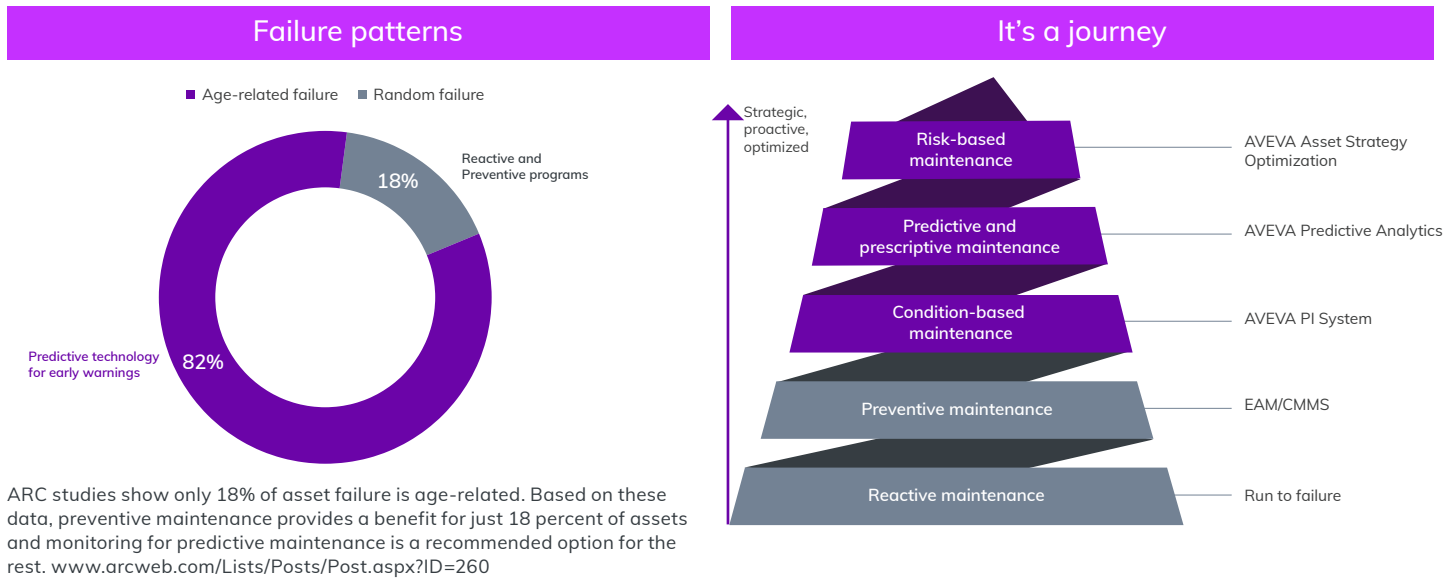 Failure patterns
Age-related failure
Random failure
Reactive and
Preventive programs
18%
Predictive technology
for early warnings
82%
ARC studies show only 18% of asset failure is age-related. Based on these
data, preventive maintenance provides a benefit for just 18 percent of assets
and monitoring for predictive maintenance is a recommended option for the
rest. www.arcweb.com/Lists/Posts/Post.aspx?ID=260
It's a journey
Strategic,
proactive,
optimized
Risk-based
maintenance
AVEVA Asset Strategy
Optimization
Predictive and
prescriptive maintenance
AVEVA Predictive Analytics
Condition-based
maintenance
AVEVA PI System
Preventive maintenance
EAM/CMMS
Reactive maintenance
Run to failure